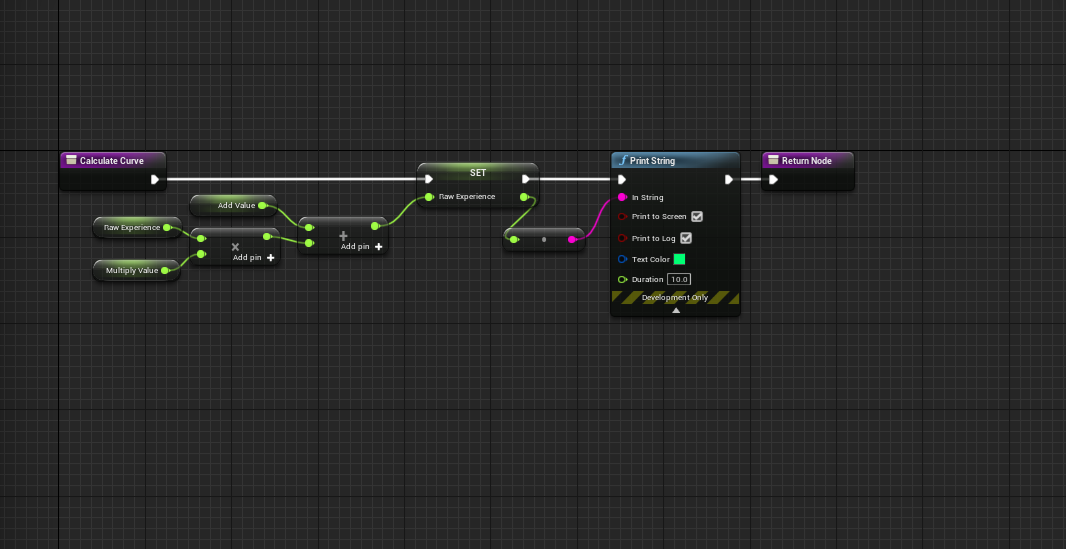 Calculate Curve
SET
Raw Experience
Add Value
Raw Experience
Multiply Value
Add pin
Add pin
Print String
In String
Print to Screen
Print to Log
Text Color
Duration 10.0
Development Only
Return Node